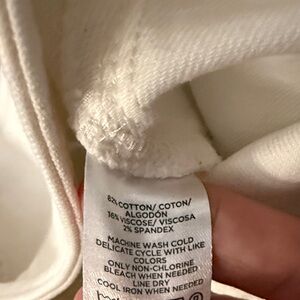 82% COTTON/ COTON/
ALGODÓN
16% VISCOSE/ VISCOSA
2% SPANDEX
MACHINE WASH COLD
DELICATE CYCLE WITH LIKE
COLORS
ONLY NON-CHLORINE
BLEACH WHEN NEEDED
LINE DRY
COOL IRON WHEN NEEDED